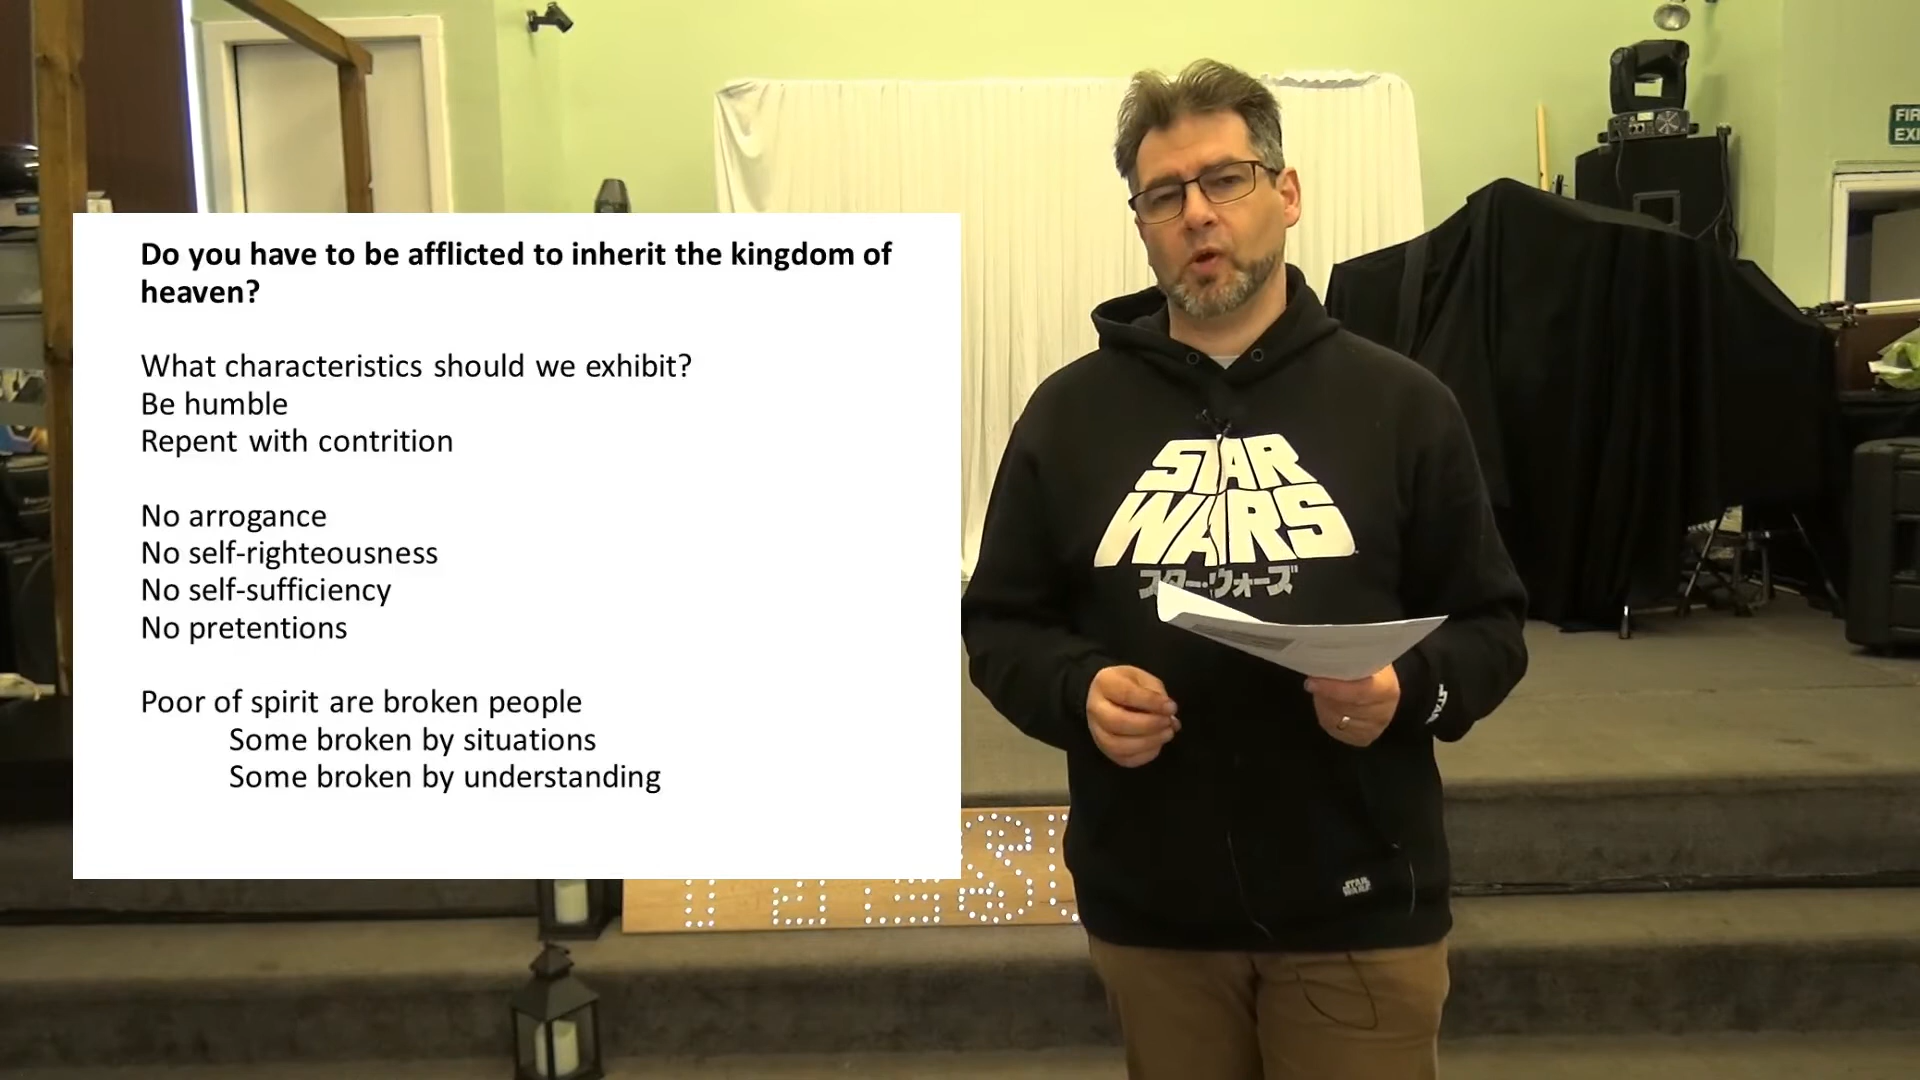 Do you have to be afflicted to inherit the kingdom of
heaven?
What characteristics should we exhibit?
Be humble
Repent with contrition
No arrogance
No self-righteousness
No self-sufficiency
No pretentions
Poor of spirit are broken people
Some broken by situations
Some broken by understanding
STAR
WARS
スター・ウォーズ
STAR
WARS